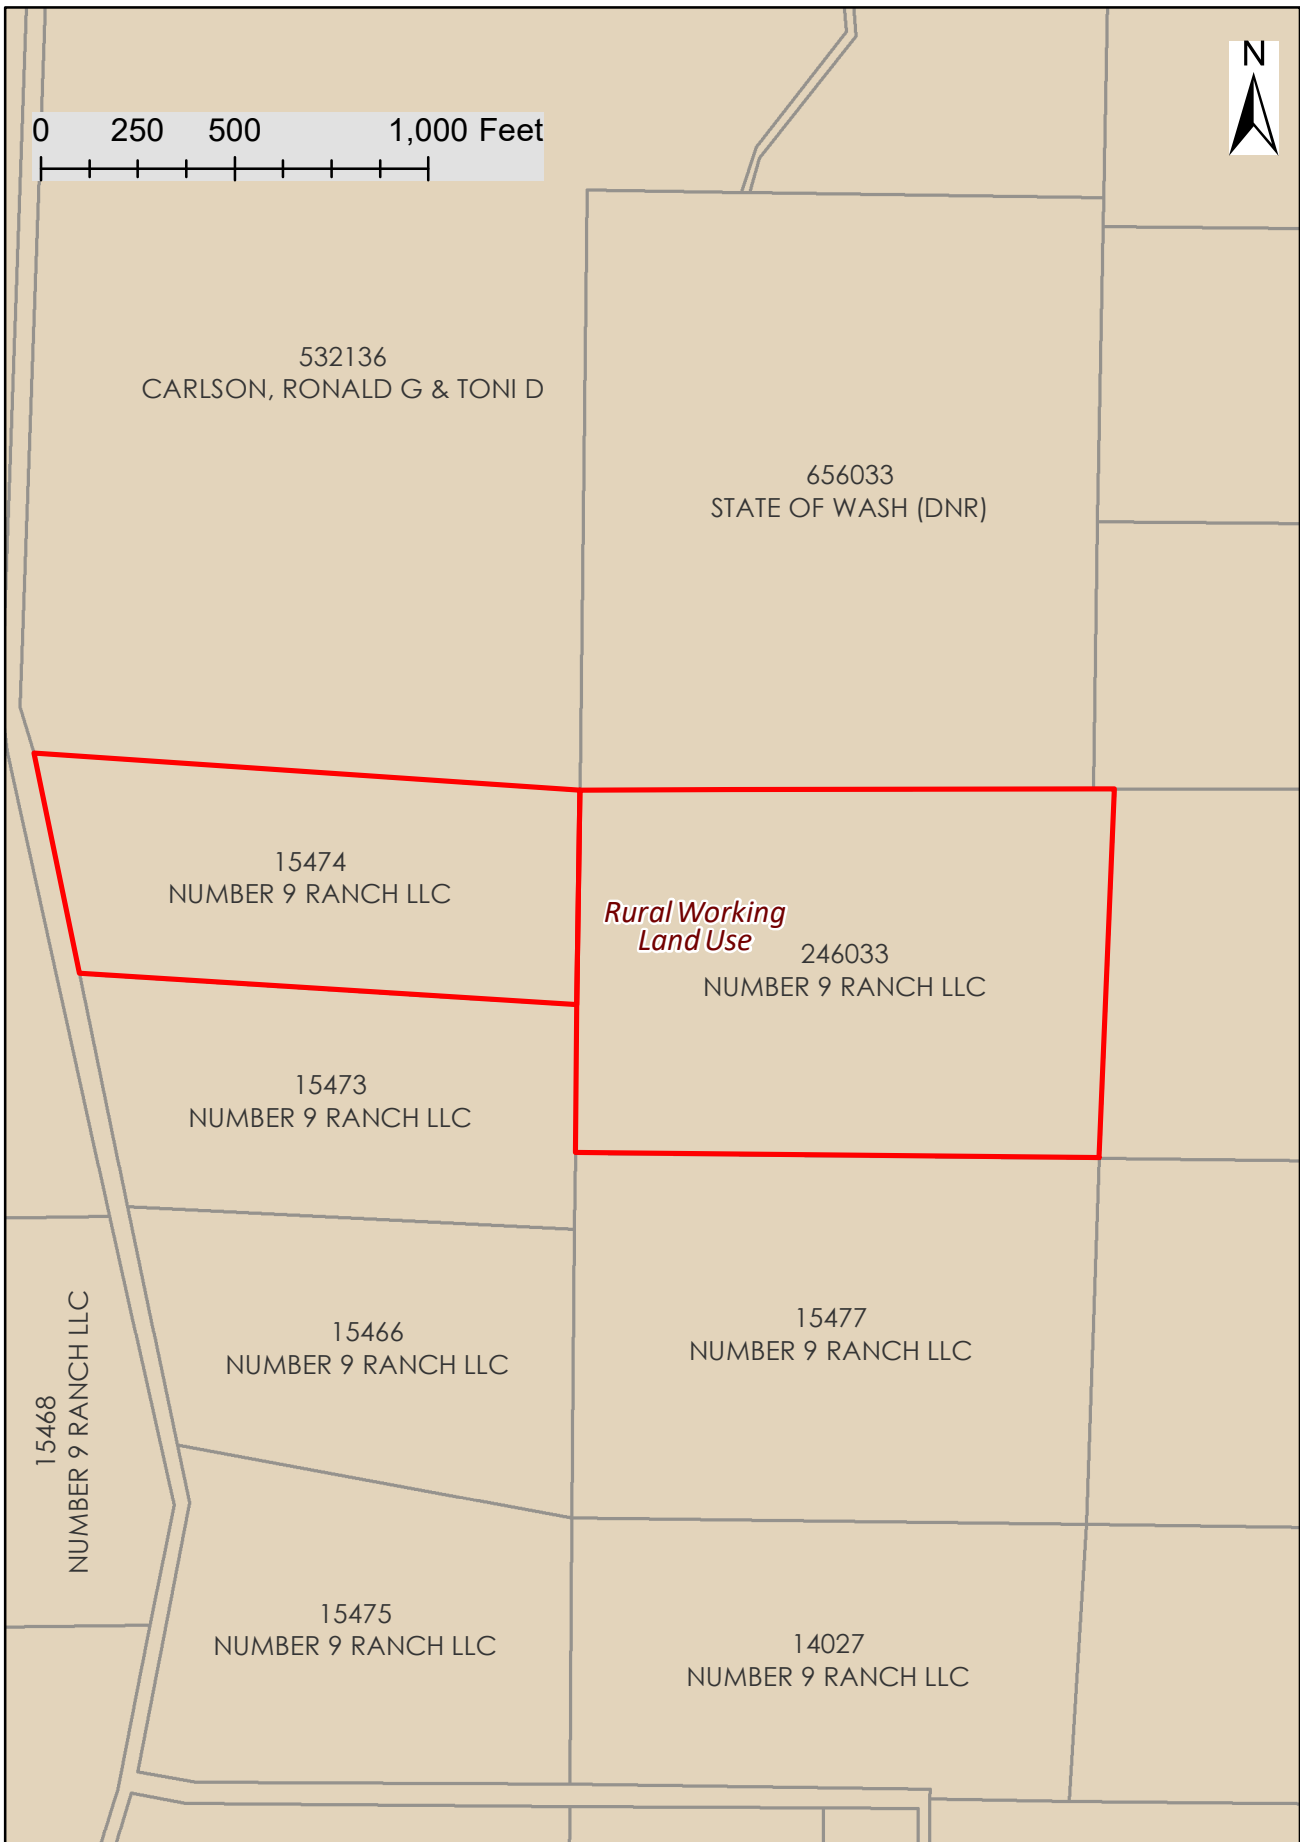 N
0 250 500 1,000 Feet
532136
CARLSON, RONALD G & TONI D
656033
STATE OF WASH (DNR)
15474
NUMBER 9 RANCH LLC
Rural Working
Land Use
246033
NUMBER 9 RANCH LLC
15473
NUMBER 9 RANCH LLC
15466
NUMBER 9 RANCH LLC
15477
NUMBER 9 RANCH LLC
15468
NUMBER 9 RANCH LLC
15475
NUMBER 9 RANCH LLC
14027
NUMBER 9 RANCH LLC